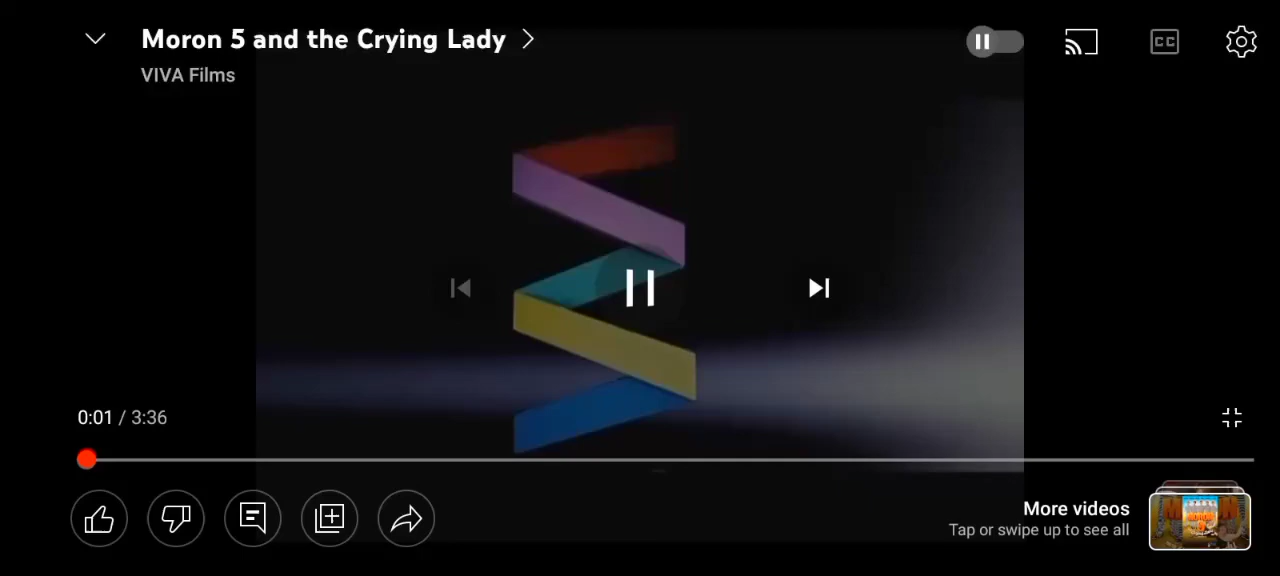 Moron 5 and the Crying Lady
VIVA Films
CC
0:01 / 3:36
More videos
Tap or swipe up to see all